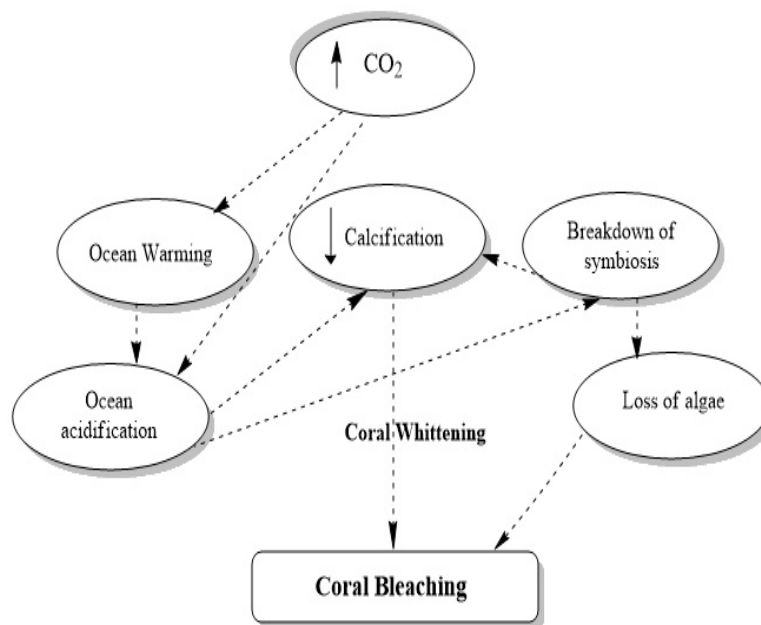 CO₂
Ocean Warming
Calcification
Breakdown of
symbiosis
Ocean
acidification
Loss of algae
Coral Whittening
Coral Bleaching